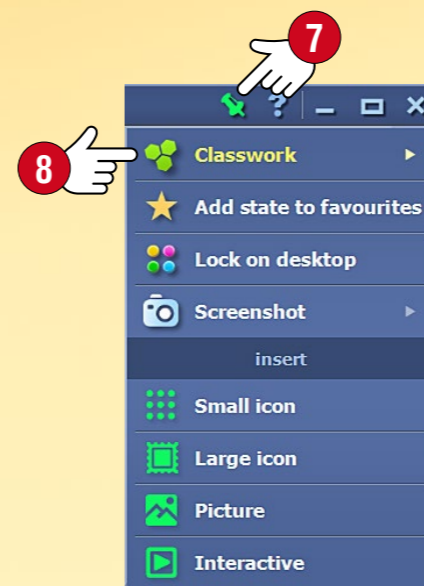 7
?
8
Classwork
Add state to favourites
Lock on desktop
Screenshot
insert
Small icon
Large icon
Picture
Interactive